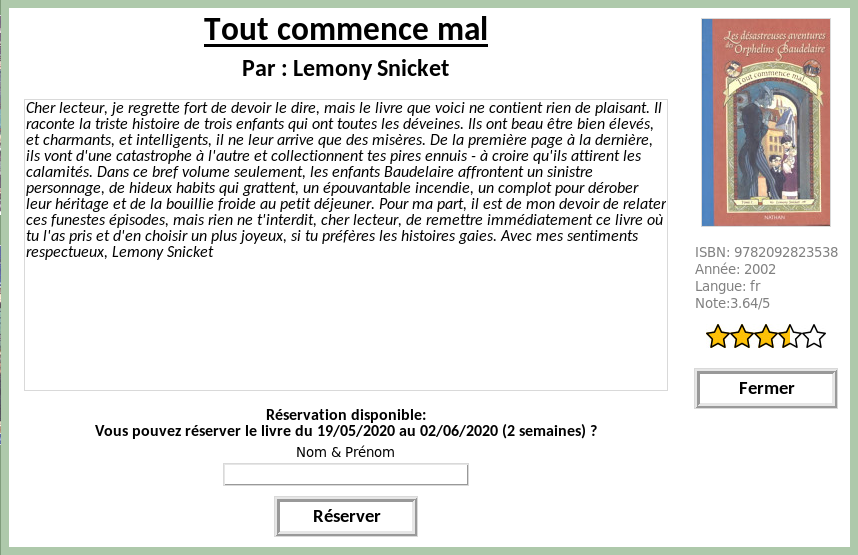 Tout commence mal
Par : Lemony Snicket
Cher lecteur, je regrette fort de devoir le dire, mais le livre que voici ne contient rien de plaisant. Il
raconte la triste histoire de trois enfants qui ont toutes les déveines. Ils ont beau être bien élevés,
et charmants, et intelligents, il ne leur arrive que des misères. De la première page à la dernière,
ils vont d'une catastrophe à l'autre et collectionnent tes pires ennuis - à croire qu'ils attirent les
calamités. Dans ce bref volume seulement, les enfants Baudelaire affrontent un sinistre
personnage, de hideux habits qui grattent, un épouvantable incendie, un complot pour dérober
leur héritage et de la bouillie froide au petit déjeuner. Pour ma part, il est de mon devoir de relater
ces funestes épisodes, mais rien ne t'interdit, cher lecteur, de remettre immédiatement ce livre où
tu l'as pris et d'en choisir un plus joyeux, si tu préfères les histoires gaies. Avec mes sentiments
respectueux, Lemony Snicket
Réservation disponible:
Vous pouvez réserver le livre du 19/05/2020 au 02/06/2020 (2 semaines) ?
Nom & Prénom
Réserver
Les désastreuses aventures
des Orphelins Baudelaire
Tout commence mal...
NATHAN
ISBN: 9782092823538
Année: 2002
Langue: fr
Note:3.64/5
Fermer